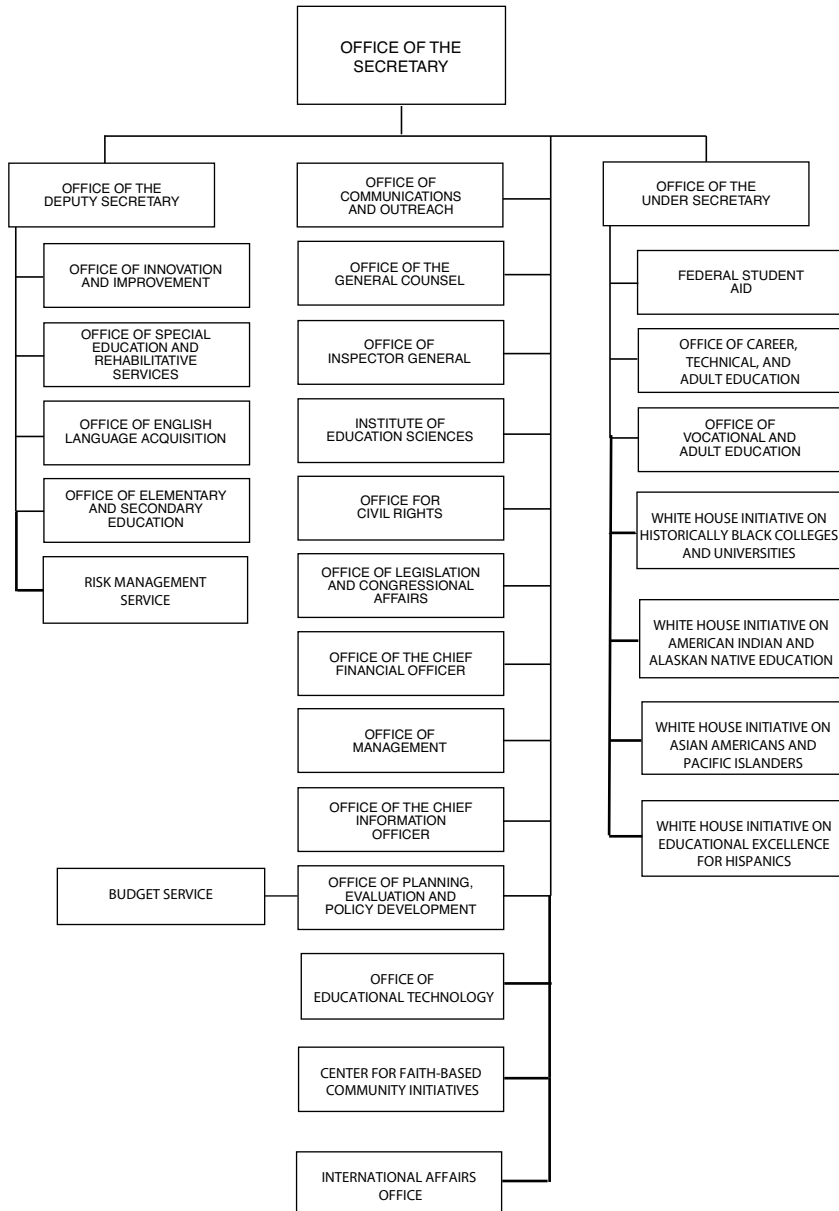 OFFICE OF THE
SECRETARY
OFFICE OF THE
DEPUTY SECRETARY
OFFICE OF INNOVATION
AND IMPROVEMENT
OFFICE OF SPECIAL
EDUCATION AND
REHABILITATIVE
SERVICES
OFFICE OF ENGLISH
LANGUAGE ACQUISITION
OFFICE OF ELEMENTARY
AND SECONDARY
EDUCATION
RISK MANAGEMENT
SERVICE
OFFICE OF
COMMUNICATIONS
AND OUTREACH
OFFICE OF THE
GENERAL COUNSEL
OFFICE OF
INSPECTOR GENERAL
INSTITUTE OF
EDUCATION SCIENCES
OFFICE FOR
CIVIL RIGHTS
OFFICE OF LEGISLATION
AND CONGRESSIONAL
AFFAIRS
OFFICE OF THE CHIEF
FINANCIAL OFFICER
OFFICE OF
MANAGEMENT
OFFICE OF THE CHIEF
INFORMATION
OFFICER
BUDGET SERVICE
OFFICE OF PLANNING,
EVALUATION AND
POLICY DEVELOPMENT
OFFICE OF
EDUCATIONAL TECHNOLOGY
CENTER FOR FAITH-BASED
COMMUNITY INITIATIVES
INTERNATIONAL AFFAIRS
OFFICE
OFFICE OF THE
UNDER SECRETARY
FEDERAL STUDENT
AID
OFFICE OF CAREER,
TECHNICAL, AND
ADULT EDUCATION
OFFICE OF
VOCATIONAL AND
ADULT EDUCATION
WHITE HOUSE INITIATIVE ON
HISTORICALLY BLACK COLLEGES
AND UNIVERSITIES
WHITE HOUSE INITIATIVE ON
AMERICAN INDIAN AND
ALASKAN NATIVE EDUCATION
WHITE HOUSE INITIATIVE ON
ASIAN AMERICANS AND
PACIFIC ISLANDERS
WHITE HOUSE INITIATIVE ON
EDUCATIONAL EXCELLENCE
FOR HISPANICS